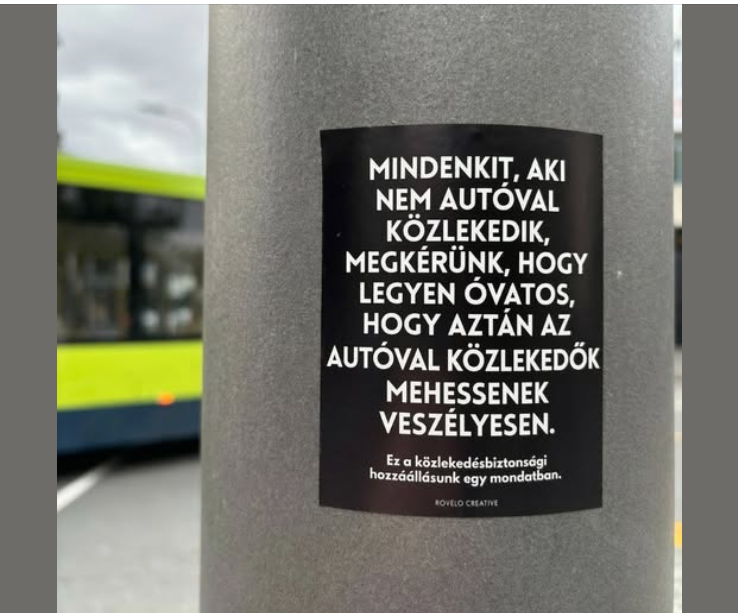 MINDENKIT, AKI
NEM AUTÓVAL
KÖZLEKEDIK,
MEGKÉRÜNK, HOGY
LEGYEN ÓVATOS,
HOGY AZTÁN AZ
AUTÓVAL KÖZLEKEDŐK
MEHESSENEK
VESZÉLYESEN.
Ez a közlekedésbiztonsági
hozzáállásunk egy mondatban.
ROVÉLO CREATIVE